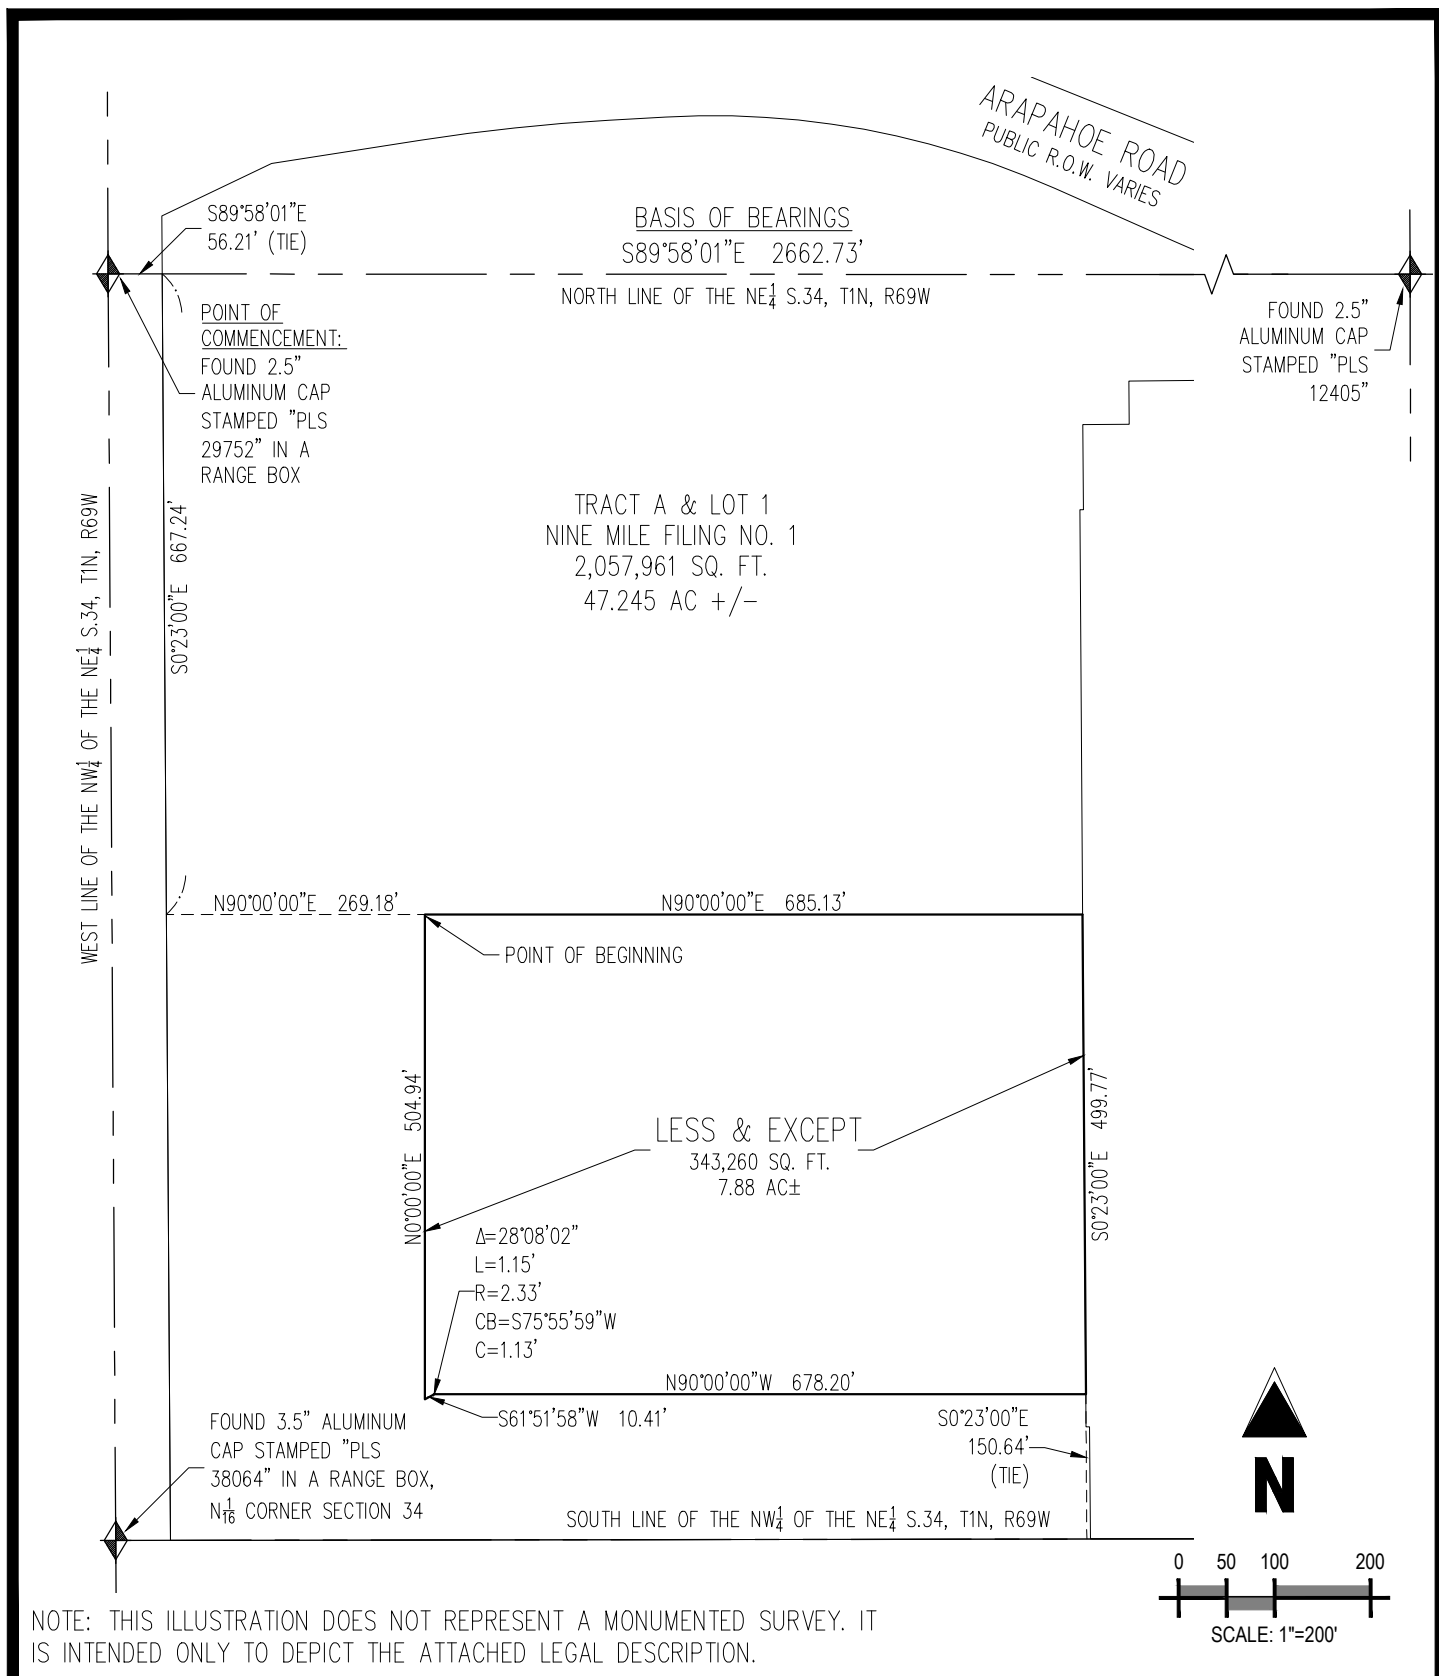 ARAPAHOE ROAD
PUBLIC R.O.W. VARIES
S89°58'01"E
56.21' (TIE)
BASIS OF BEARINGS
S89°58'01"E 2662.73'
NORTH LINE OF THE NE1/4 S.34, T1N, R69W
POINT OF
COMMENCEMENT:
FOUND 2.5"
ALUMINUM CAP
STAMPED "PLS
29752" IN A
RANGE BOX
FOUND 2.5"
ALUMINUM CAP
STAMPED "PLS
12405"
WEST LINE OF THE NW1/4 OF THE NE1/4 S.34, T1N, R69W
S0°23'00"E 667.24'
TRACT A & LOT 1
NINE MILE FILING NO. 1
2,057,961 SQ. FT.
47.245 AC +/-
N90°00'00"E 269.18'
N90°00'00"E 685.13'
POINT OF BEGINNING
N0°00'00"E 504.94'
LESS & EXCEPT
343,260 SQ. FT.
7.88 AC±
S0°23'00"E 499.77'
Δ=28°08'02"
L=1.15'
R=2.33'
CB=S75°55'59"W
C=1.13'
N90°00'00"W 678.20'
S61°51'58"W 10.41'
S0°23'00"E
150.64'
(TIE)
FOUND 3.5" ALUMINUM
CAP STAMPED "PLS
38064" IN A RANGE BOX,
N1/16 CORNER SECTION 34
SOUTH LINE OF THE NW1/4 OF THE NE1/4 S.34, T1N, R69W
N
0 50 100 200
SCALE: 1"=200'
NOTE: THIS ILLUSTRATION DOES NOT REPRESENT A MONUMENTED SURVEY. IT
IS INTENDED ONLY TO DEPICT THE ATTACHED LEGAL DESCRIPTION.